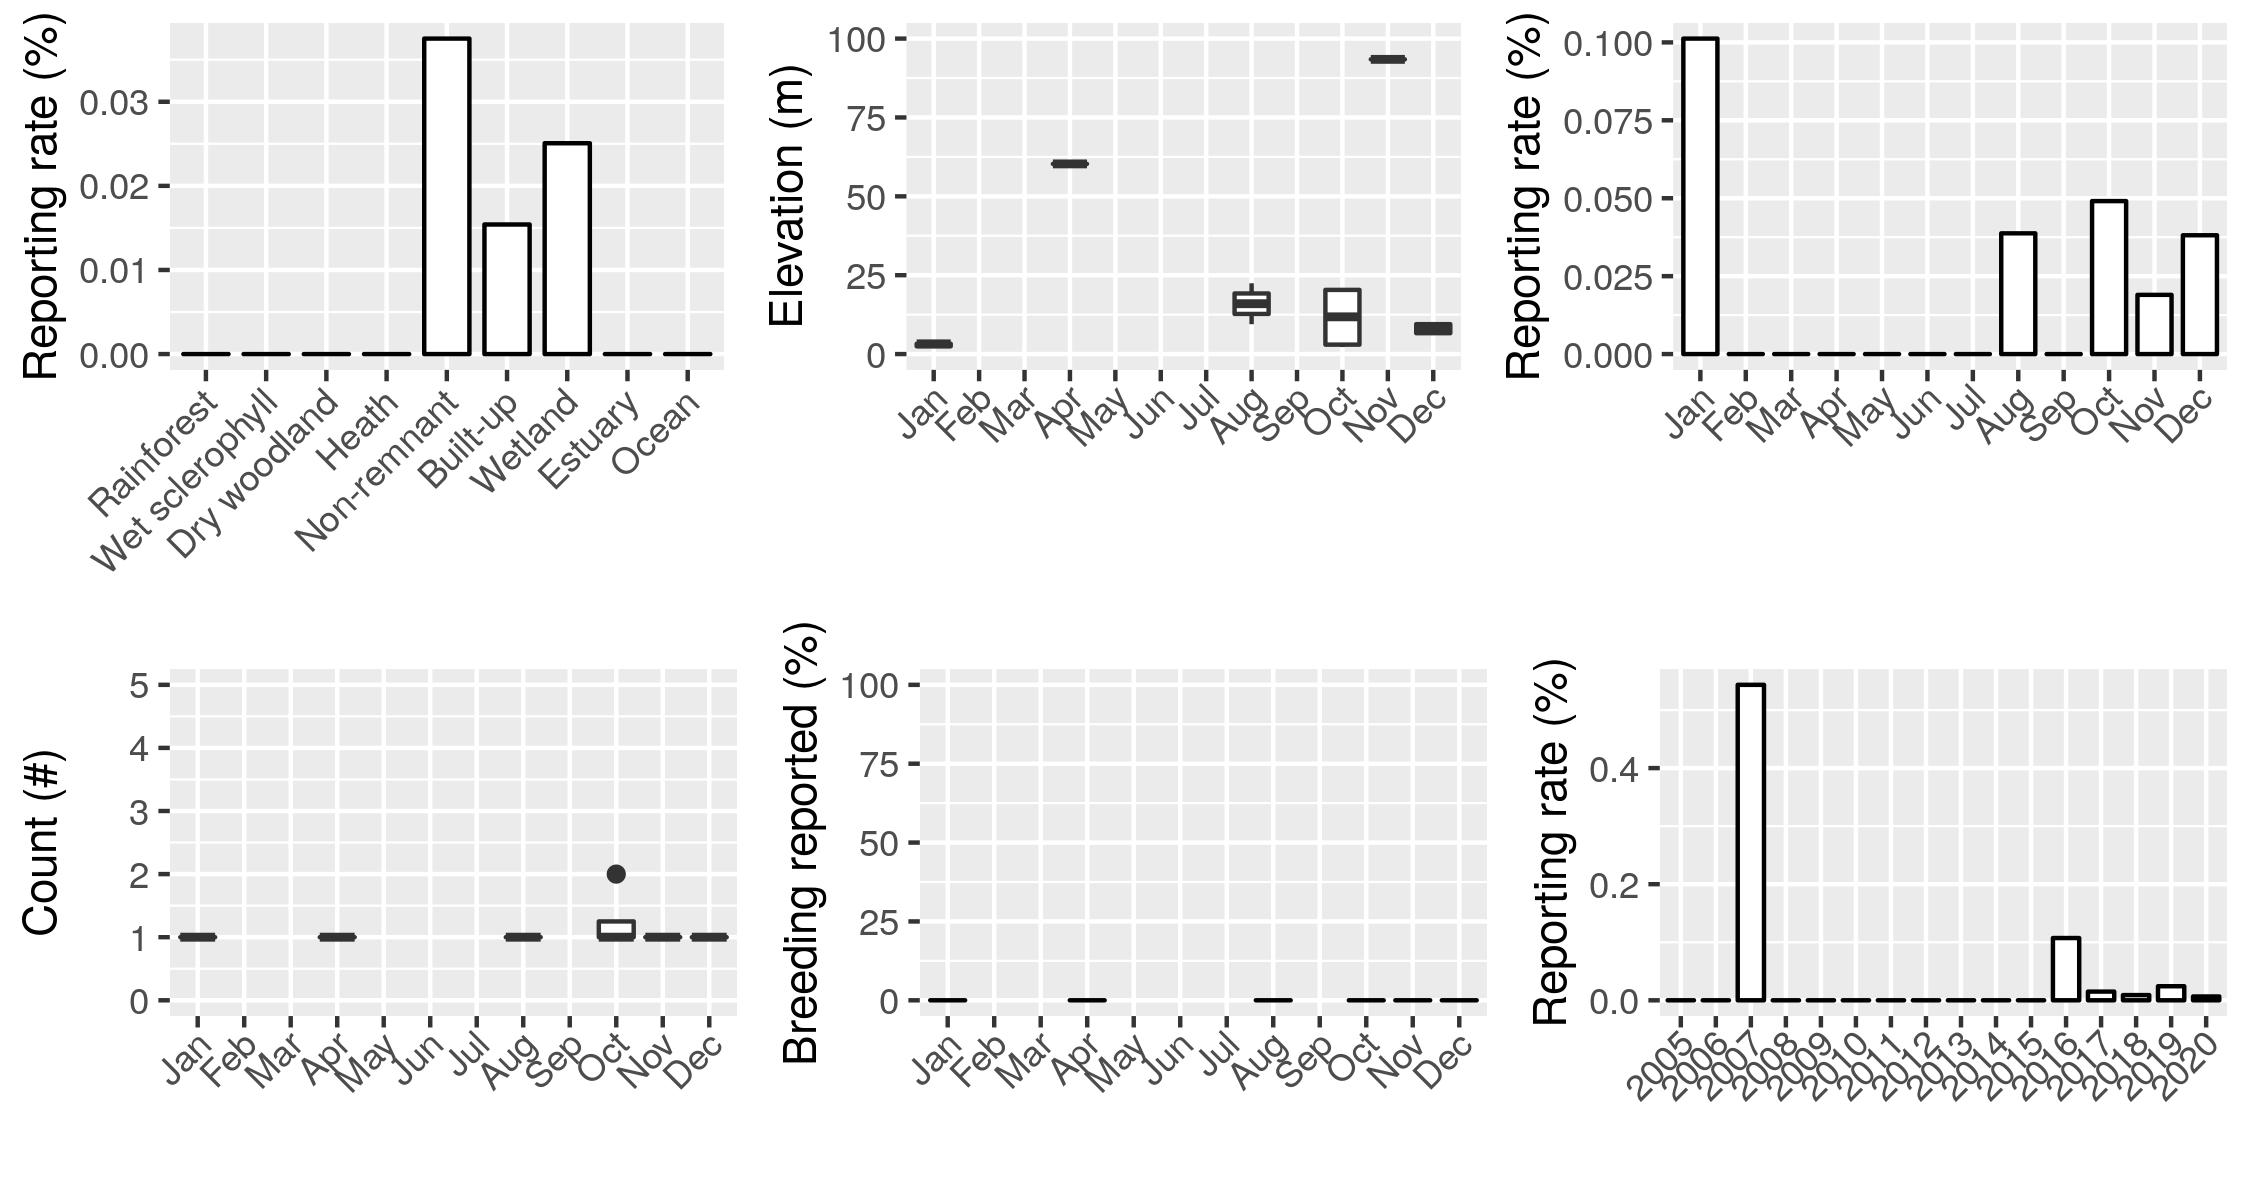 Reporting rate (%)
0.03
0.02
0.01
0.00
Rainforest
Wet sclerophyll
Dry woodland
Heath
Non-remnant
Built-up
Wetland
Estuary
Ocean
Elevation (m)
100
75
50
25
0
Jan
Feb
Mar
Apr
May
Jun
Jul
Aug
Sep
Oct
Nov
Dec
Reporting rate (%)
0.100
0.075
0.050
0.025
0.000
Jan
Feb
Mar
Apr
May
Jun
Jul
Aug
Sep
Oct
Nov
Dec
Count (#)
5
4
3
2
1
0
Jan
Feb
Mar
Apr
May
Jun
Jul
Aug
Sep
Oct
Nov
Dec
Breeding reported (%)
100
75
50
25
0
Jan
Feb
Mar
Apr
May
Jun
Jul
Aug
Sep
Oct
Nov
Dec
Reporting rate (%)
0.4
0.2
0.0
2005
2006
2007
2008
2009
2010
2011
2012
2013
2014
2015
2016
2017
2018
2019
2020